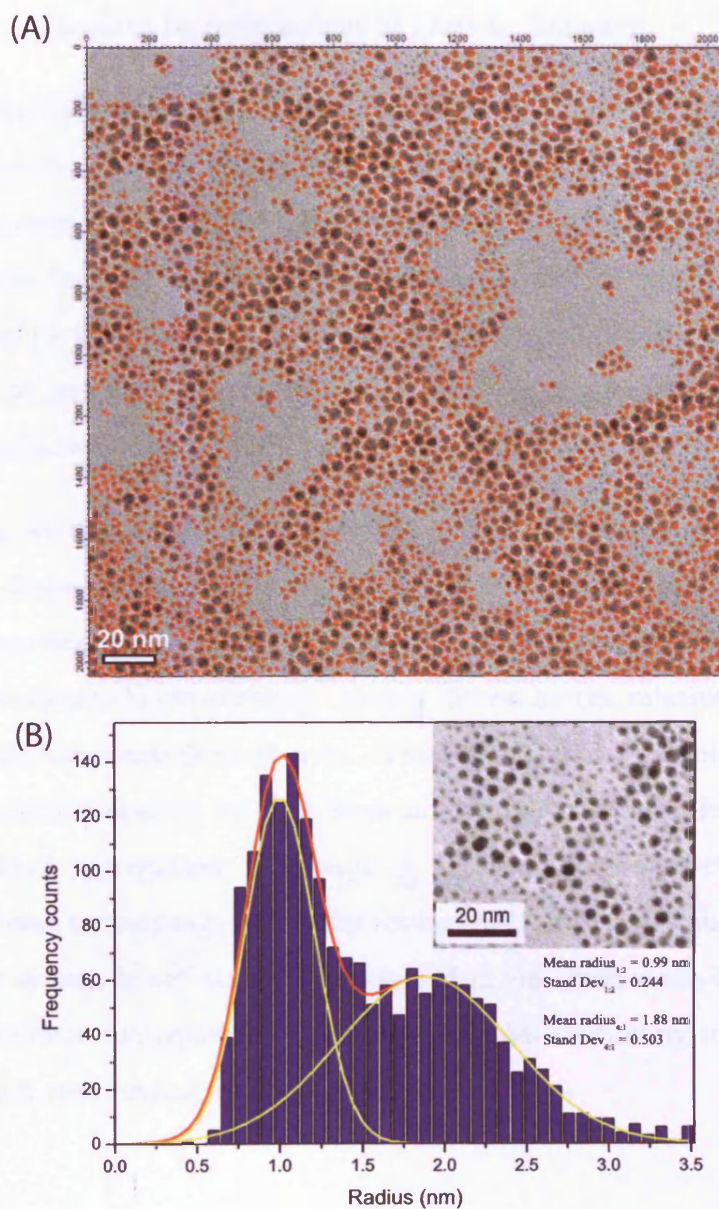 (A)
0 200 400 600 800 1000 1200 1400 1600 1800
0
200
400
600
800
1000
1200
1400
1600
1800
2000
20 nm
(B)
140
120
100
80
60
40
20
0
Frequency counts
20 nm
Mean radius1:2 = 0.99 nm
Stand Dev1:2 = 0.244
Mean radius4:1 = 1.88 nm
Stand Dev4:1 = 0.503
0.0 0.5 1.0 1.5 2.0 2.5 3.0 3.5
Radius (nm)